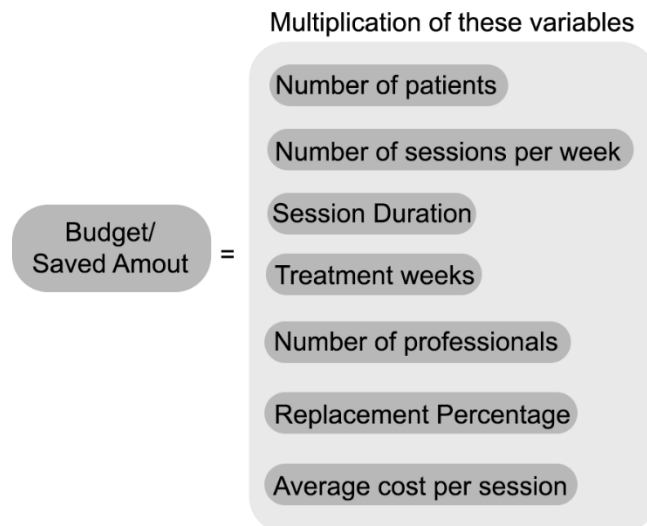 Multiplication of these variables
Number of patients
Number of sessions per week
Session Duration
Budget/
Saved Amout
=
Treatment weeks
Number of professionals
Replacement Percentage
Average cost per session